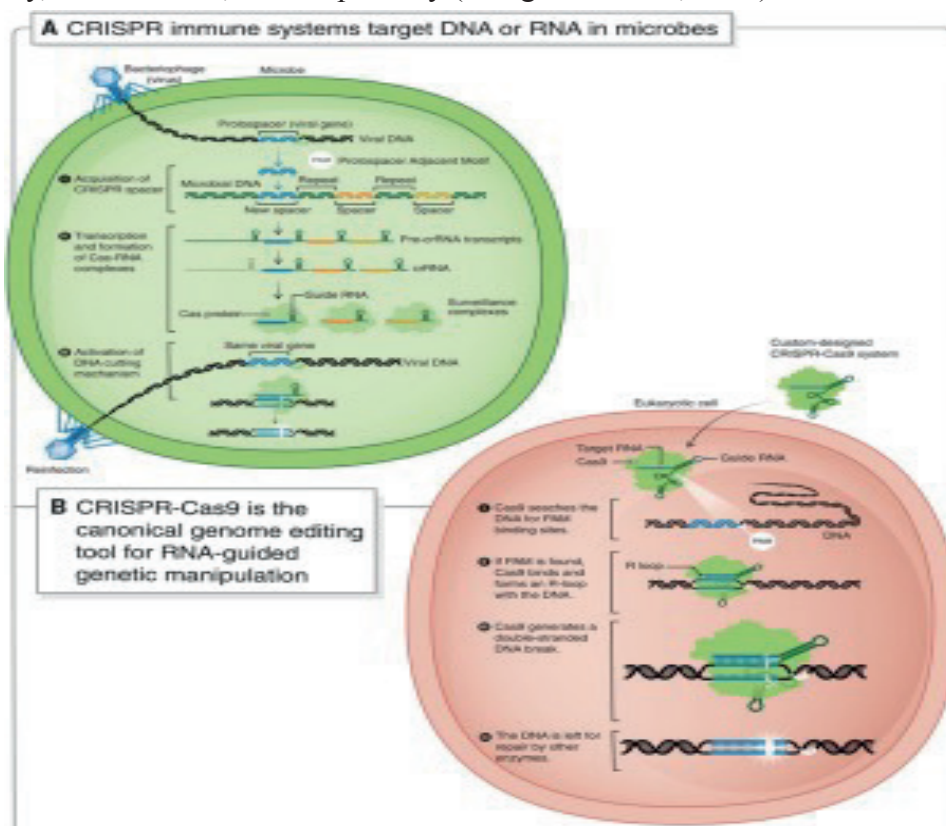 A CRISPR immune systems target DNA or RNA in microbes
Bacteriophage
(virus)
Microbe
Protospacer (viral gene)
Viral DNA
PAM
Protospacer Adjacent Motif
Acquisition of
CRISPR spacer
Microbial DNA
Repeat
Repeat
New spacer
Spacer
Spacer
Transcription
and formation
of Cas-RNA
complexes
Pre-crRNA transcripts
crRNA
Guide RNA
Cas protein
Surveillance
complexes
Activation of
DNA cutting
mechanism
Same viral gene
Viral DNA
Reinfection
B CRISPR-Cas9 is the
canonical genome editing
tool for RNA-guided
genetic manipulation
Custom-designed
CRISPR-Cas9 system
Eukaryotic cell
Target RNA
Cas9
Guide RNA
Cas9 searches the
DNA for PAM
binding sites.
DNA
PAM
If PAM is found,
Cas9 binds and
forms an R-loop
with the DNA.
R loop
Cas9 generates a
double-stranded
DNA break.
The DNA is left for
repair by other
enzymes.